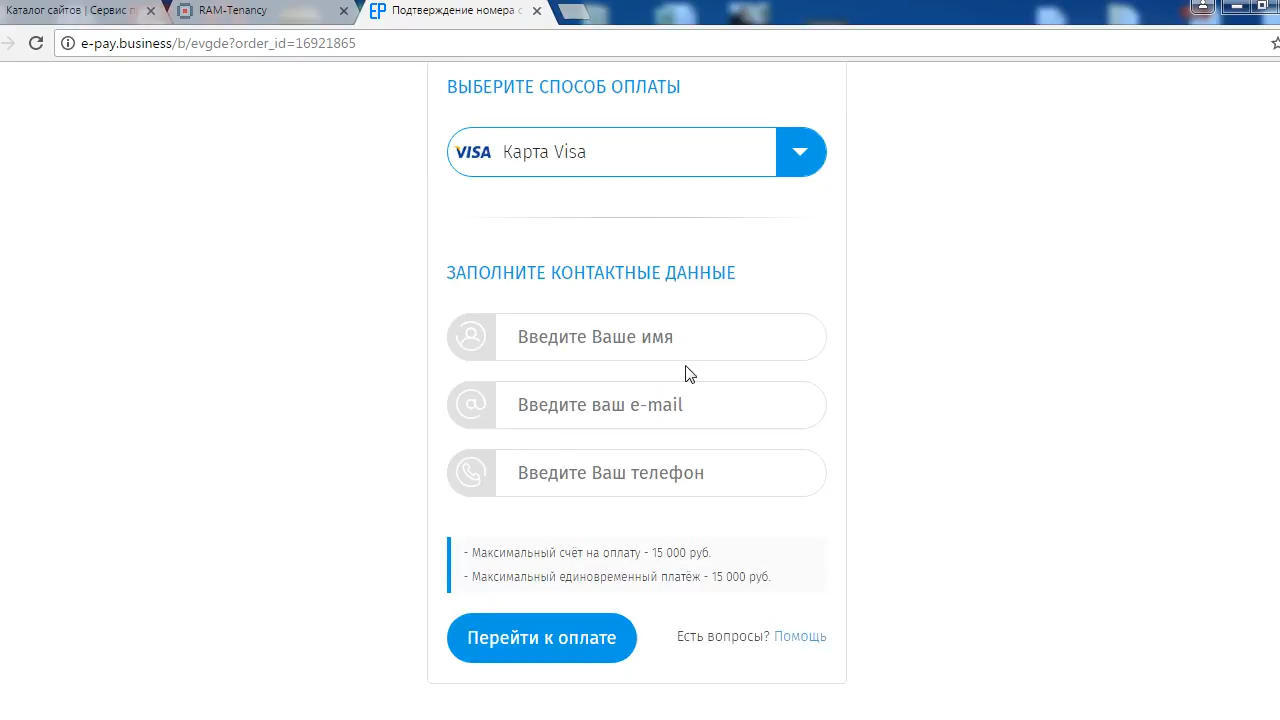 Каталог сайтов | Сервис п
RAM-Tenancy
Подтверждение номера с
e-pay.business/b/evgde?order_id=16921865
ВЫБЕРИТЕ СПОСОБ ОПЛАТЫ
VISA Карта Visa
ЗАПОЛНИТЕ КОНТАКТНЫЕ ДАННЫЕ
Введите Ваше имя
Введите ваш e-mail
Введите Ваш телефон
- Максимальный счёт на оплату - 15 000 руб.
- Максимальный единовременный платёж - 15 000 руб.
Перейти к оплате
Есть вопросы? Помощь